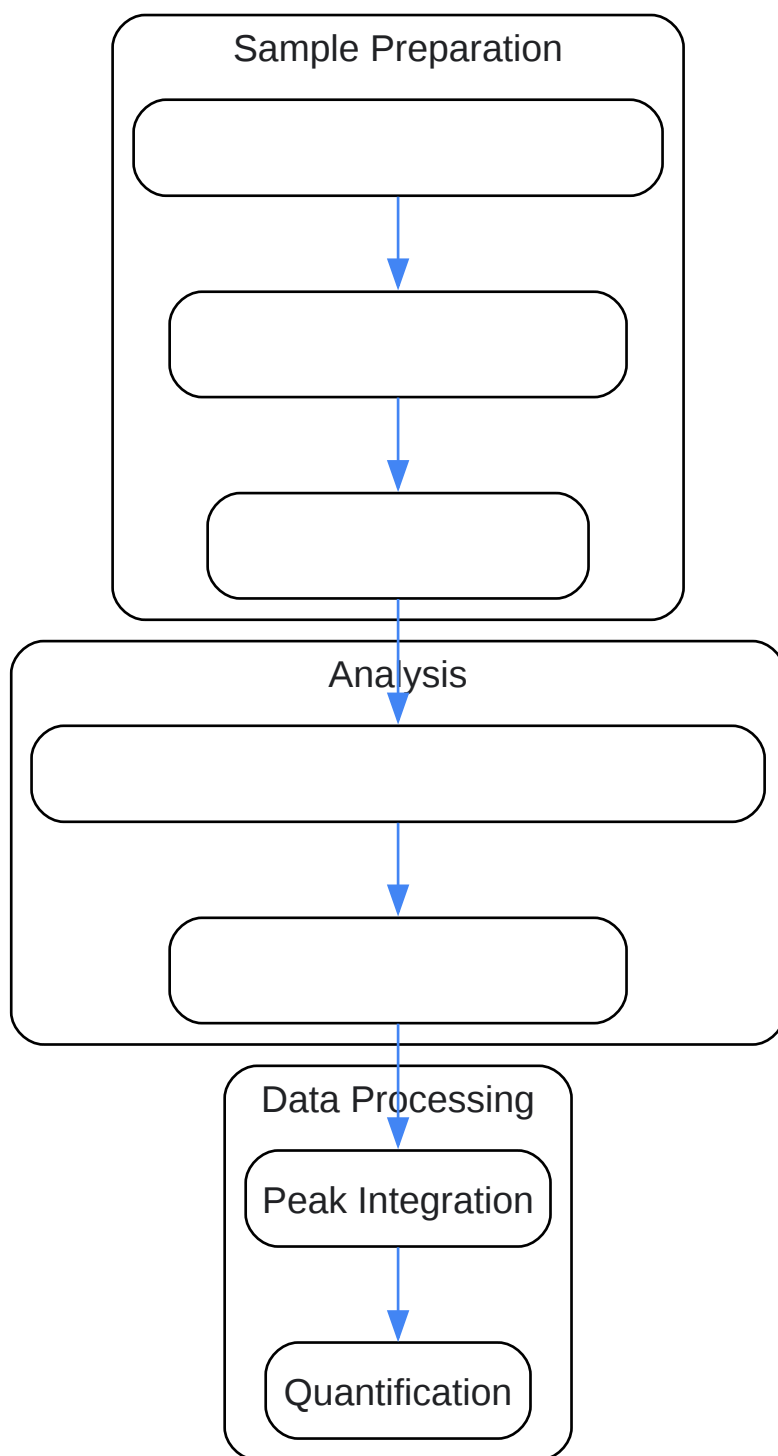 Sample Preparation
Analysis
Data Processing
Peak Integration
Quantification